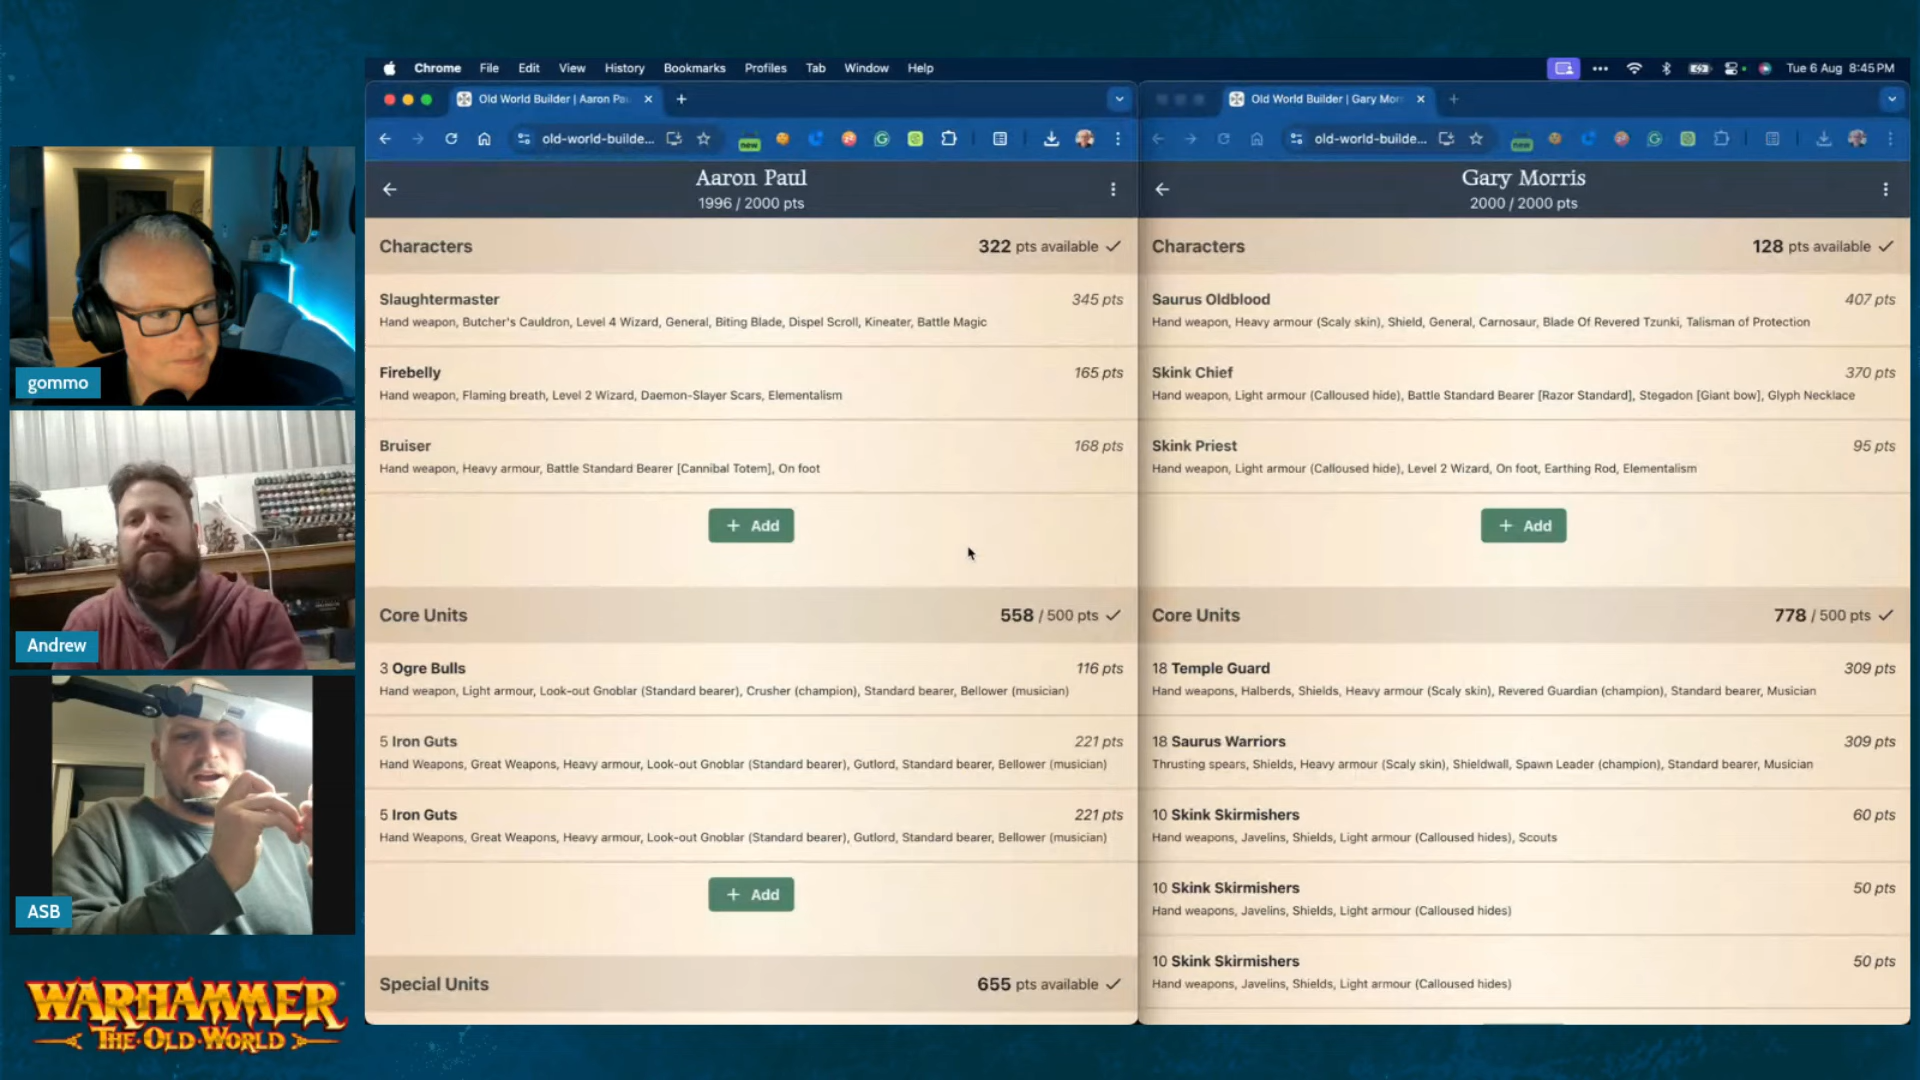 Chrome File Edit View History Bookmarks Profiles Tab Window Help
Tue 6 Aug 8:45 PM
Old World Builder | Aaron Pau
old-world-builde...
new
Aaron Paul
1996 / 2000 pts
Characters 322 pts available
Slaughtermaster 345 pts
Hand weapon, Butcher's Cauldron, Level 4 Wizard, General, Biting Blade, Dispel Scroll, Kineater, Battle Magic
Firebelly 165 pts
Hand weapon, Flaming breath, Level 2 Wizard, Daemon-Slayer Scars, Elementalism
Bruiser 168 pts
Hand weapon, Heavy armour, Battle Standard Bearer [Cannibal Totem], On foot
+ Add
Core Units 558 / 500 pts
3 Ogre Bulls 116 pts
Hand weapon, Light armour, Look-out Gnoblar (Standard bearer), Crusher (champion), Standard bearer, Bellower (musician)
5 Iron Guts 221 pts
Hand Weapons, Great Weapons, Heavy armour, Look-out Gnoblar (Standard bearer), Gutlord, Standard bearer, Bellower (musician)
5 Iron Guts 221 pts
Hand Weapons, Great Weapons, Heavy armour, Look-out Gnoblar (Standard bearer), Gutlord, Standard bearer, Bellower (musician)
+ Add
Special Units 655 pts available
Old World Builder | Gary Morr
old-world-builde...
new
Gary Morris
2000 / 2000 pts
Characters 128 pts available
Saurus Oldblood 407 pts
Hand weapon, Heavy armour (Scaly skin), Shield, General, Carnosaur, Blade Of Revered Tzunki, Talisman of Protection
Skink Chief 370 pts
Hand weapon, Light armour (Calloused hide), Battle Standard Bearer [Razor Standard], Stegadon [Giant bow], Glyph Necklace
Skink Priest 95 pts
Hand weapon, Light armour (Calloused hide), Level 2 Wizard, On foot, Earthing Rod, Elementalism
+ Add
Core Units 778 / 500 pts
18 Temple Guard 309 pts
Hand weapons, Halberds, Shields, Heavy armour (Scaly skin), Revered Guardian (champion), Standard bearer, Musician
18 Saurus Warriors 309 pts
Thrusting spears, Shields, Heavy armour (Scaly skin), Shieldwall, Spawn Leader (champion), Standard bearer, Musician
10 Skink Skirmishers 60 pts
Hand weapons, Javelins, Shields, Light armour (Calloused hides), Scouts
10 Skink Skirmishers 50 pts
Hand weapons, Javelins, Shields, Light armour (Calloused hides)
10 Skink Skirmishers 50 pts
Hand weapons, Javelins, Shields, Light armour (Calloused hides)
gommo
Andrew
ASB
WARHAMMER
THE OLD WORLD